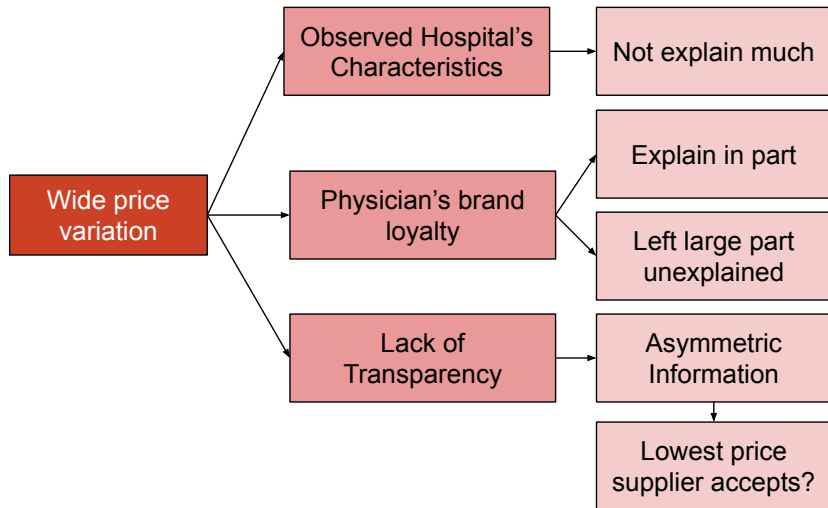 Wide price
variation
Observed Hospital's
Characteristics
Not explain much
Physician's brand
loyalty
Explain in part
Left large part
unexplained
Lack of
Transparency
Asymmetric
Information
Lowest price
supplier accepts?